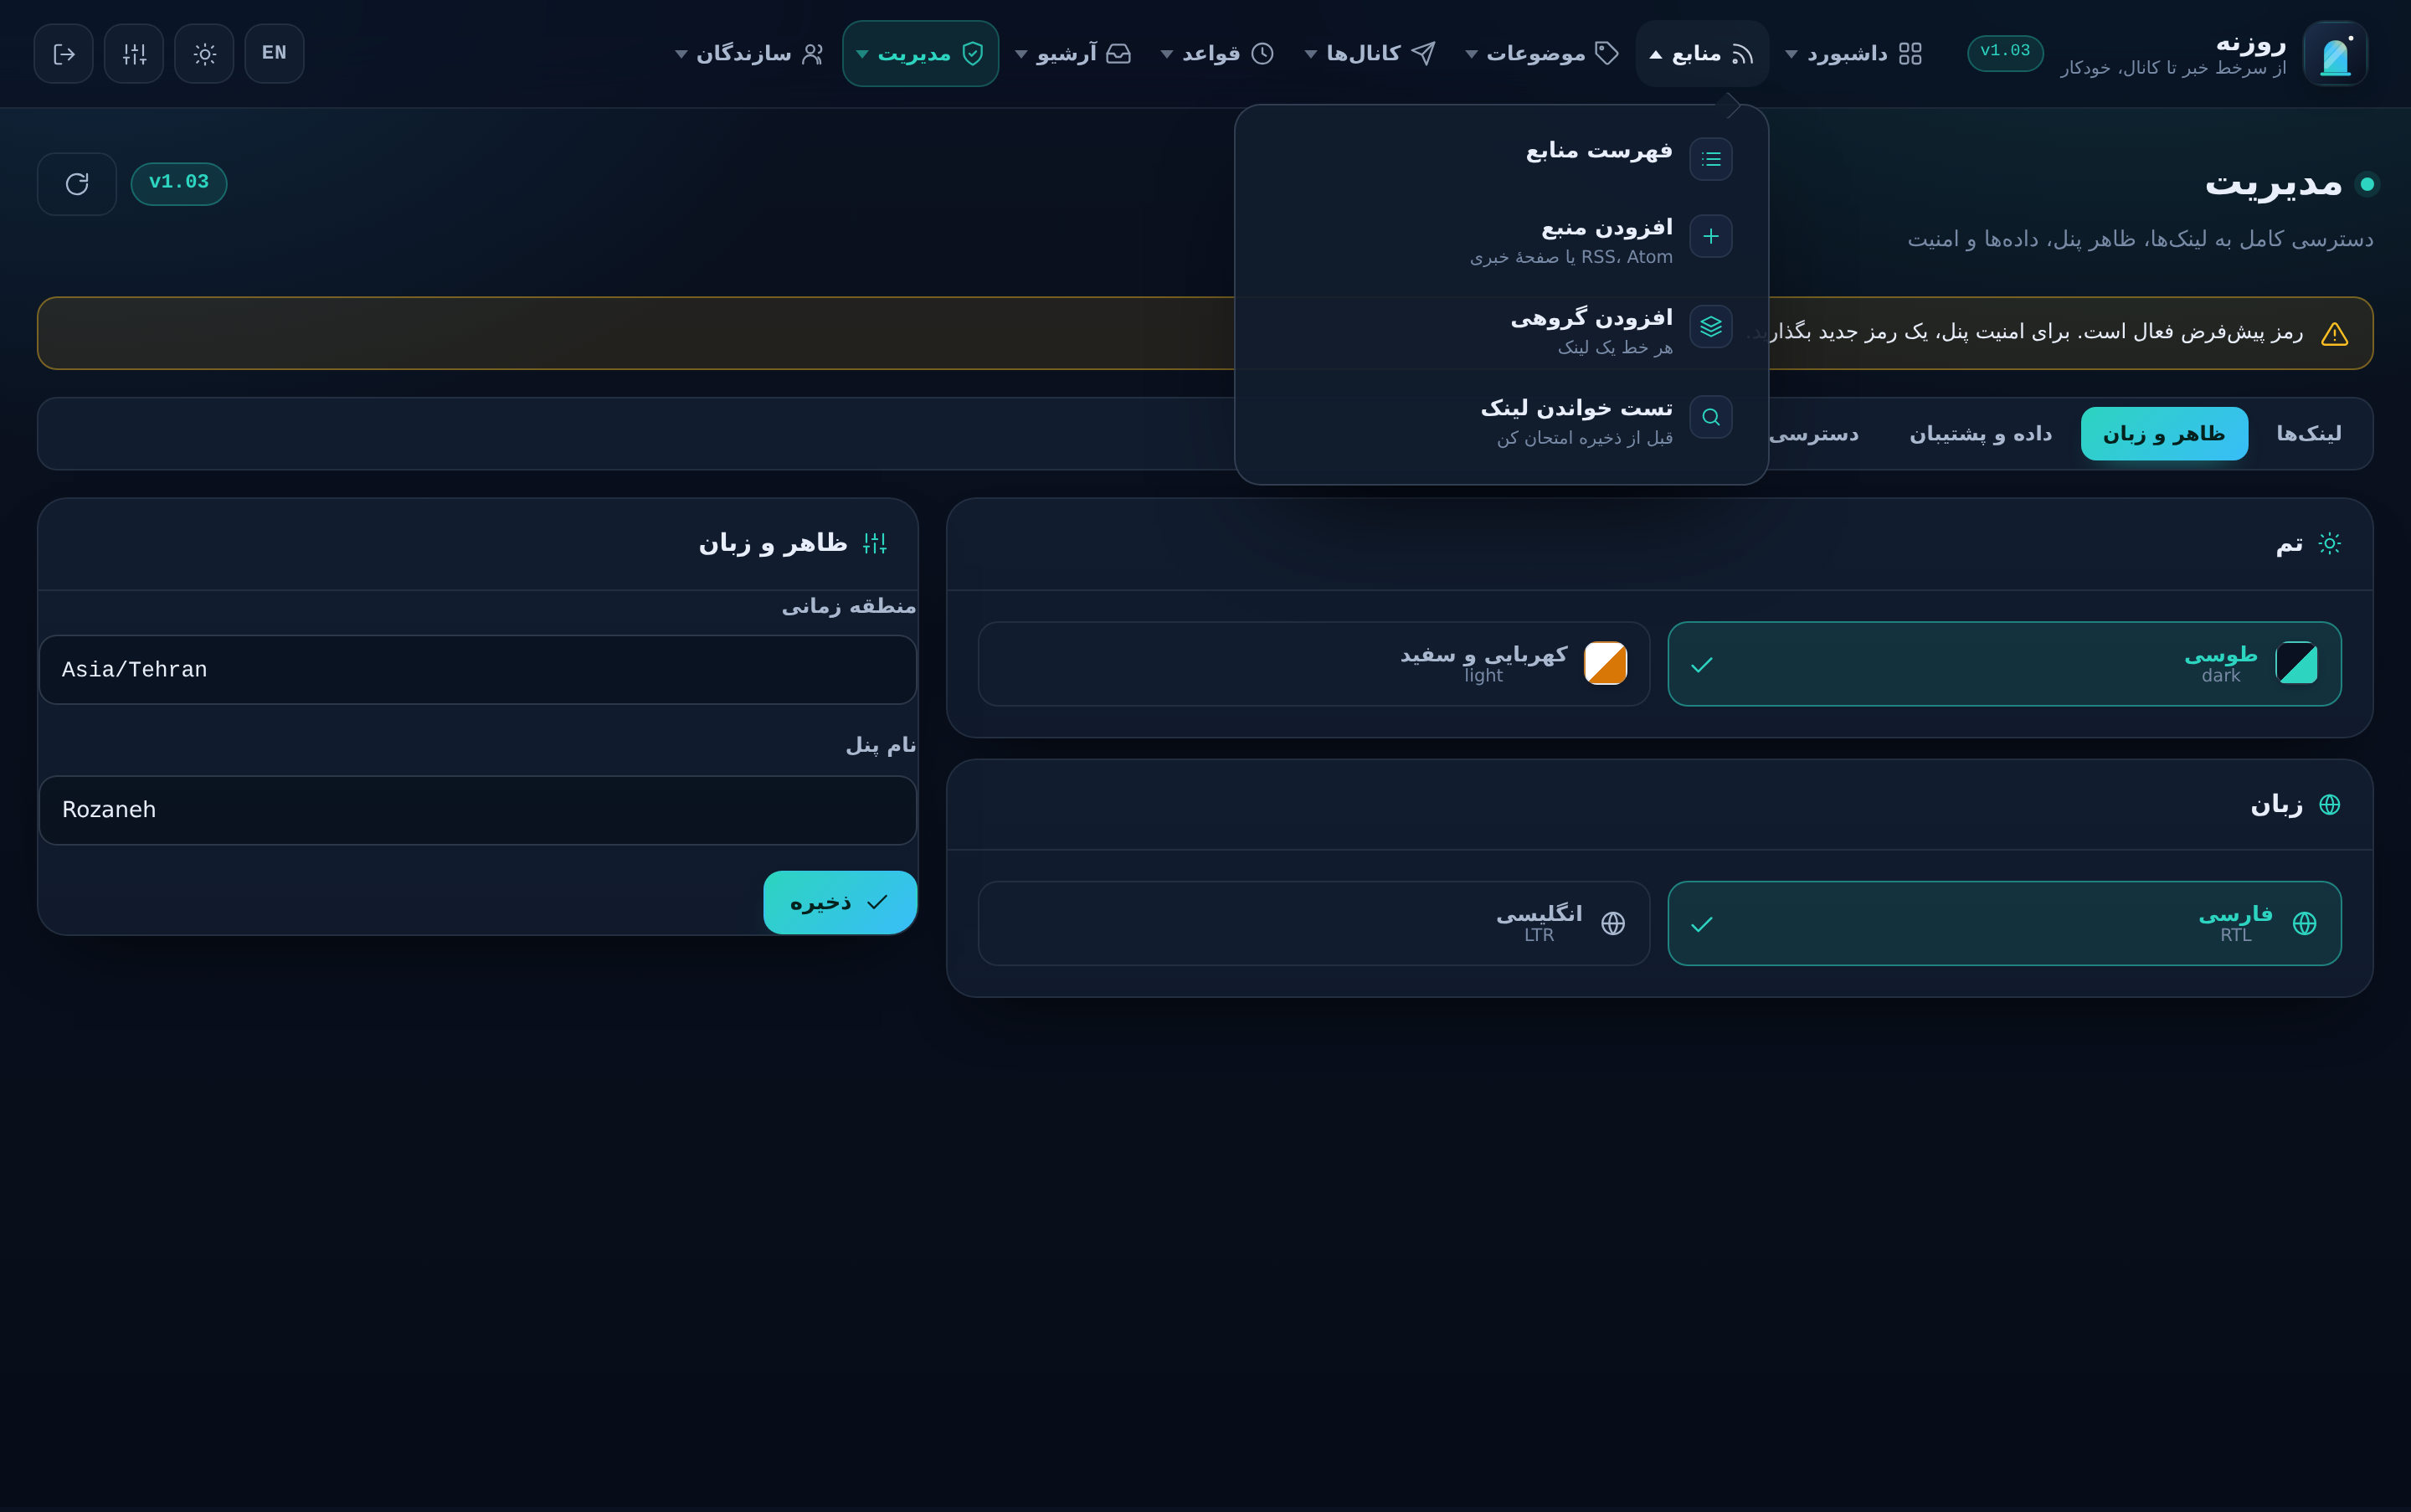 روزنه
از سرخط خبر تا کانال، خودکار
v1.03
داشبورد
منابع
موضوعات
کانال‌ها
قواعد
آرشیو
مدیریت
سازندگان
EN
فهرست منابع
افزودن منبع
RSS، Atom یا صفحهٔ خبری
افزودن گروهی
هر خط یک لینک
تست خواندن لینک
قبل از ذخیره امتحان کن
مدیریت
v1.03
دسترسی کامل به لینک‌ها، ظاهر پنل، داده‌ها و امنیت
رمز پیش‌فرض فعال است. برای امنیت پنل، یک رمز جدید بگذارید.
لینک‌ها
ظاهر و زبان
داده و پشتیبان
دسترسی
تم
طوسی
dark
کهربایی و سفید
light
زبان
فارسی
RTL
انگلیسی
LTR
ظاهر و زبان
منطقه زمانی
Asia/Tehran
نام پنل
Rozaneh
ذخیره